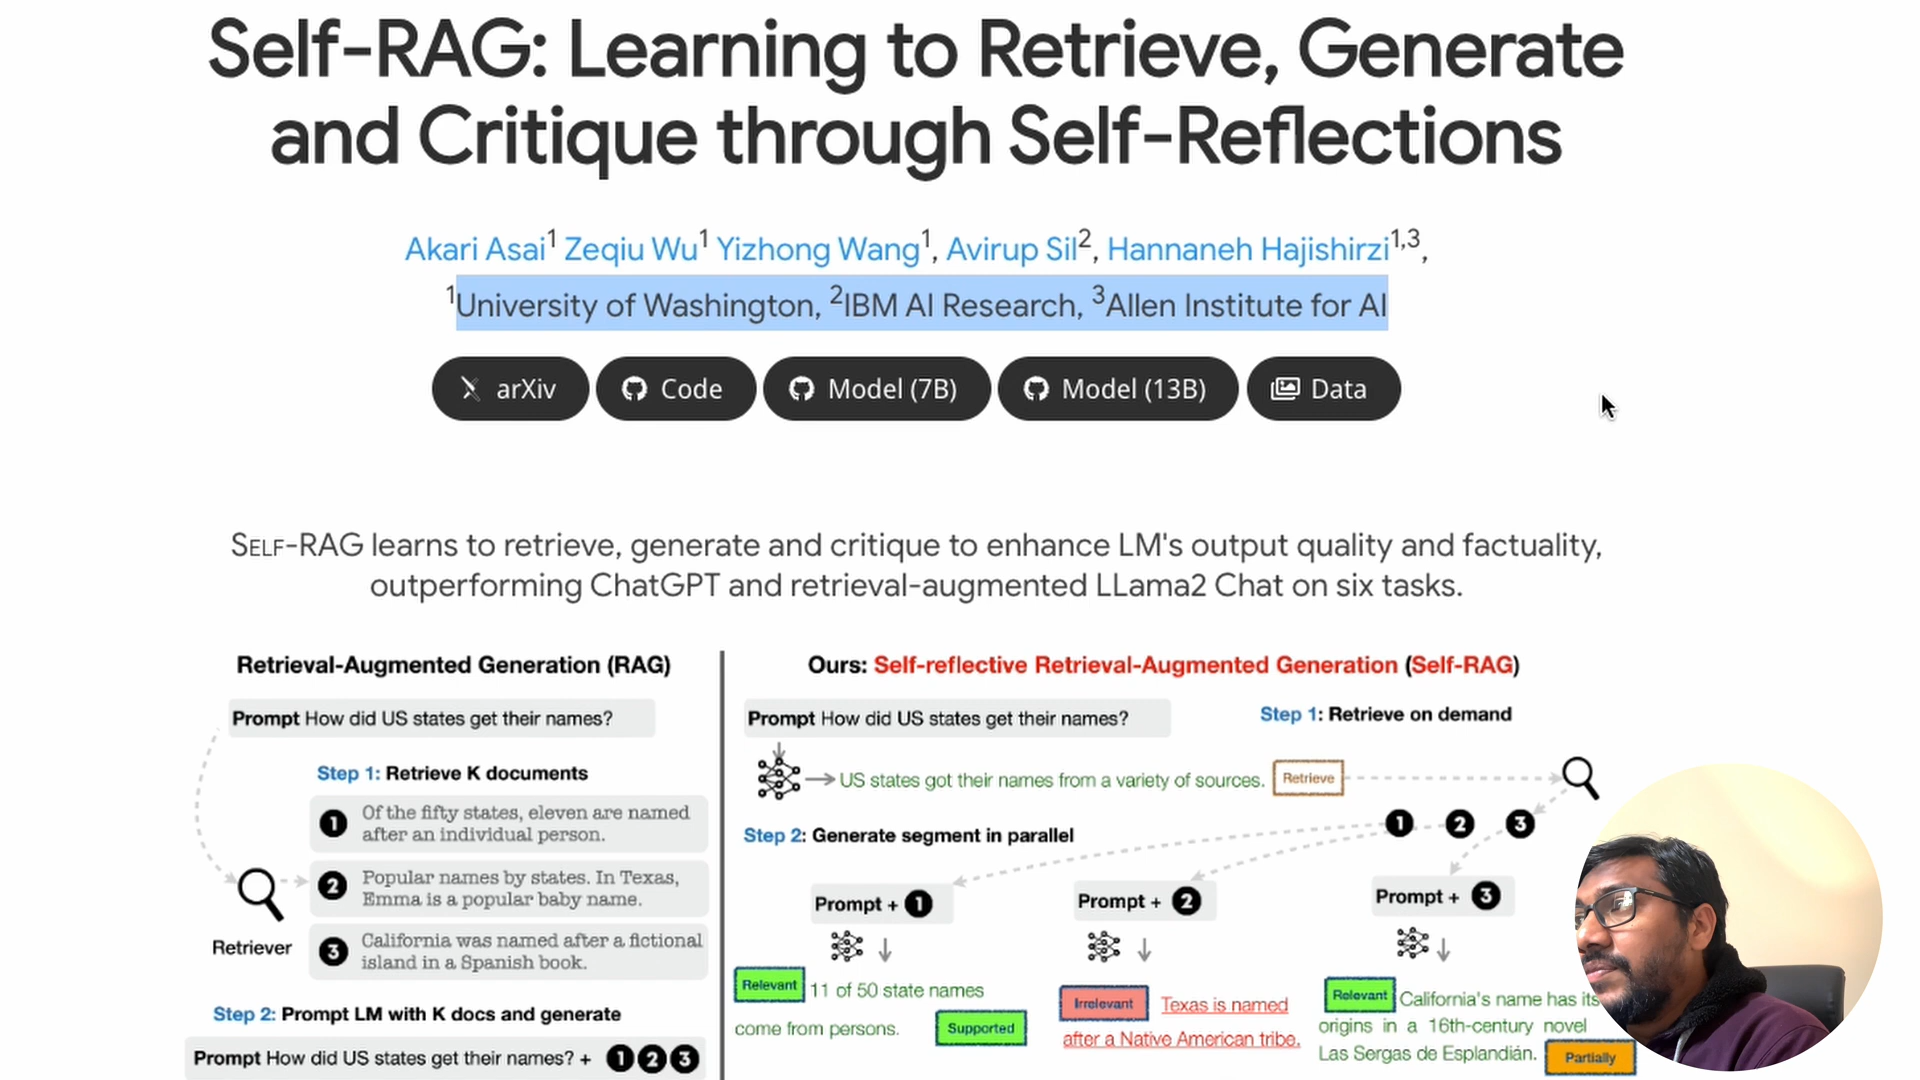 Self-RAG: Learning to Retrieve, Generate
and Critique through Self-Reflections
Akari Asai1 Zeqiu Wu1 Yizhong Wang1, Avirup Sil2, Hannaneh Hajishirzi1,3,
1University of Washington, 2IBM AI Research, 3Allen Institute for AI
arXiv
Code
Model (7B)
Model (13B)
Data
SELF-RAG learns to retrieve, generate and critique to enhance LM's output quality and factuality,
outperforming ChatGPT and retrieval-augmented LLama2 Chat on six tasks.
Retrieval-Augmented Generation (RAG)
Prompt How did US states get their names?
Step 1: Retrieve K documents
1 Of the fifty states, eleven are named
after an individual person.
2 Popular names by states. In Texas,
Emma is a popular baby name.
3 California was named after a fictional
island in a Spanish book.
Retriever
Step 2: Prompt LM with K docs and generate
Prompt How did US states get their names? + 1 2 3
Ours: Self-reflective Retrieval-Augmented Generation (Self-RAG)
Prompt How did US states get their names?
Step 1: Retrieve on demand
US states got their names from a variety of sources. Retrieve
1 2 3
Step 2: Generate segment in parallel
Prompt + 1
Relevant 11 of 50 state names
come from persons. Supported
Prompt + 2
Irrelevant Texas is named
after a Native American tribe.
Prompt + 3
Relevant California's name has its
origins in a 16th-century novel
Las Sergas de Esplandián. Partially